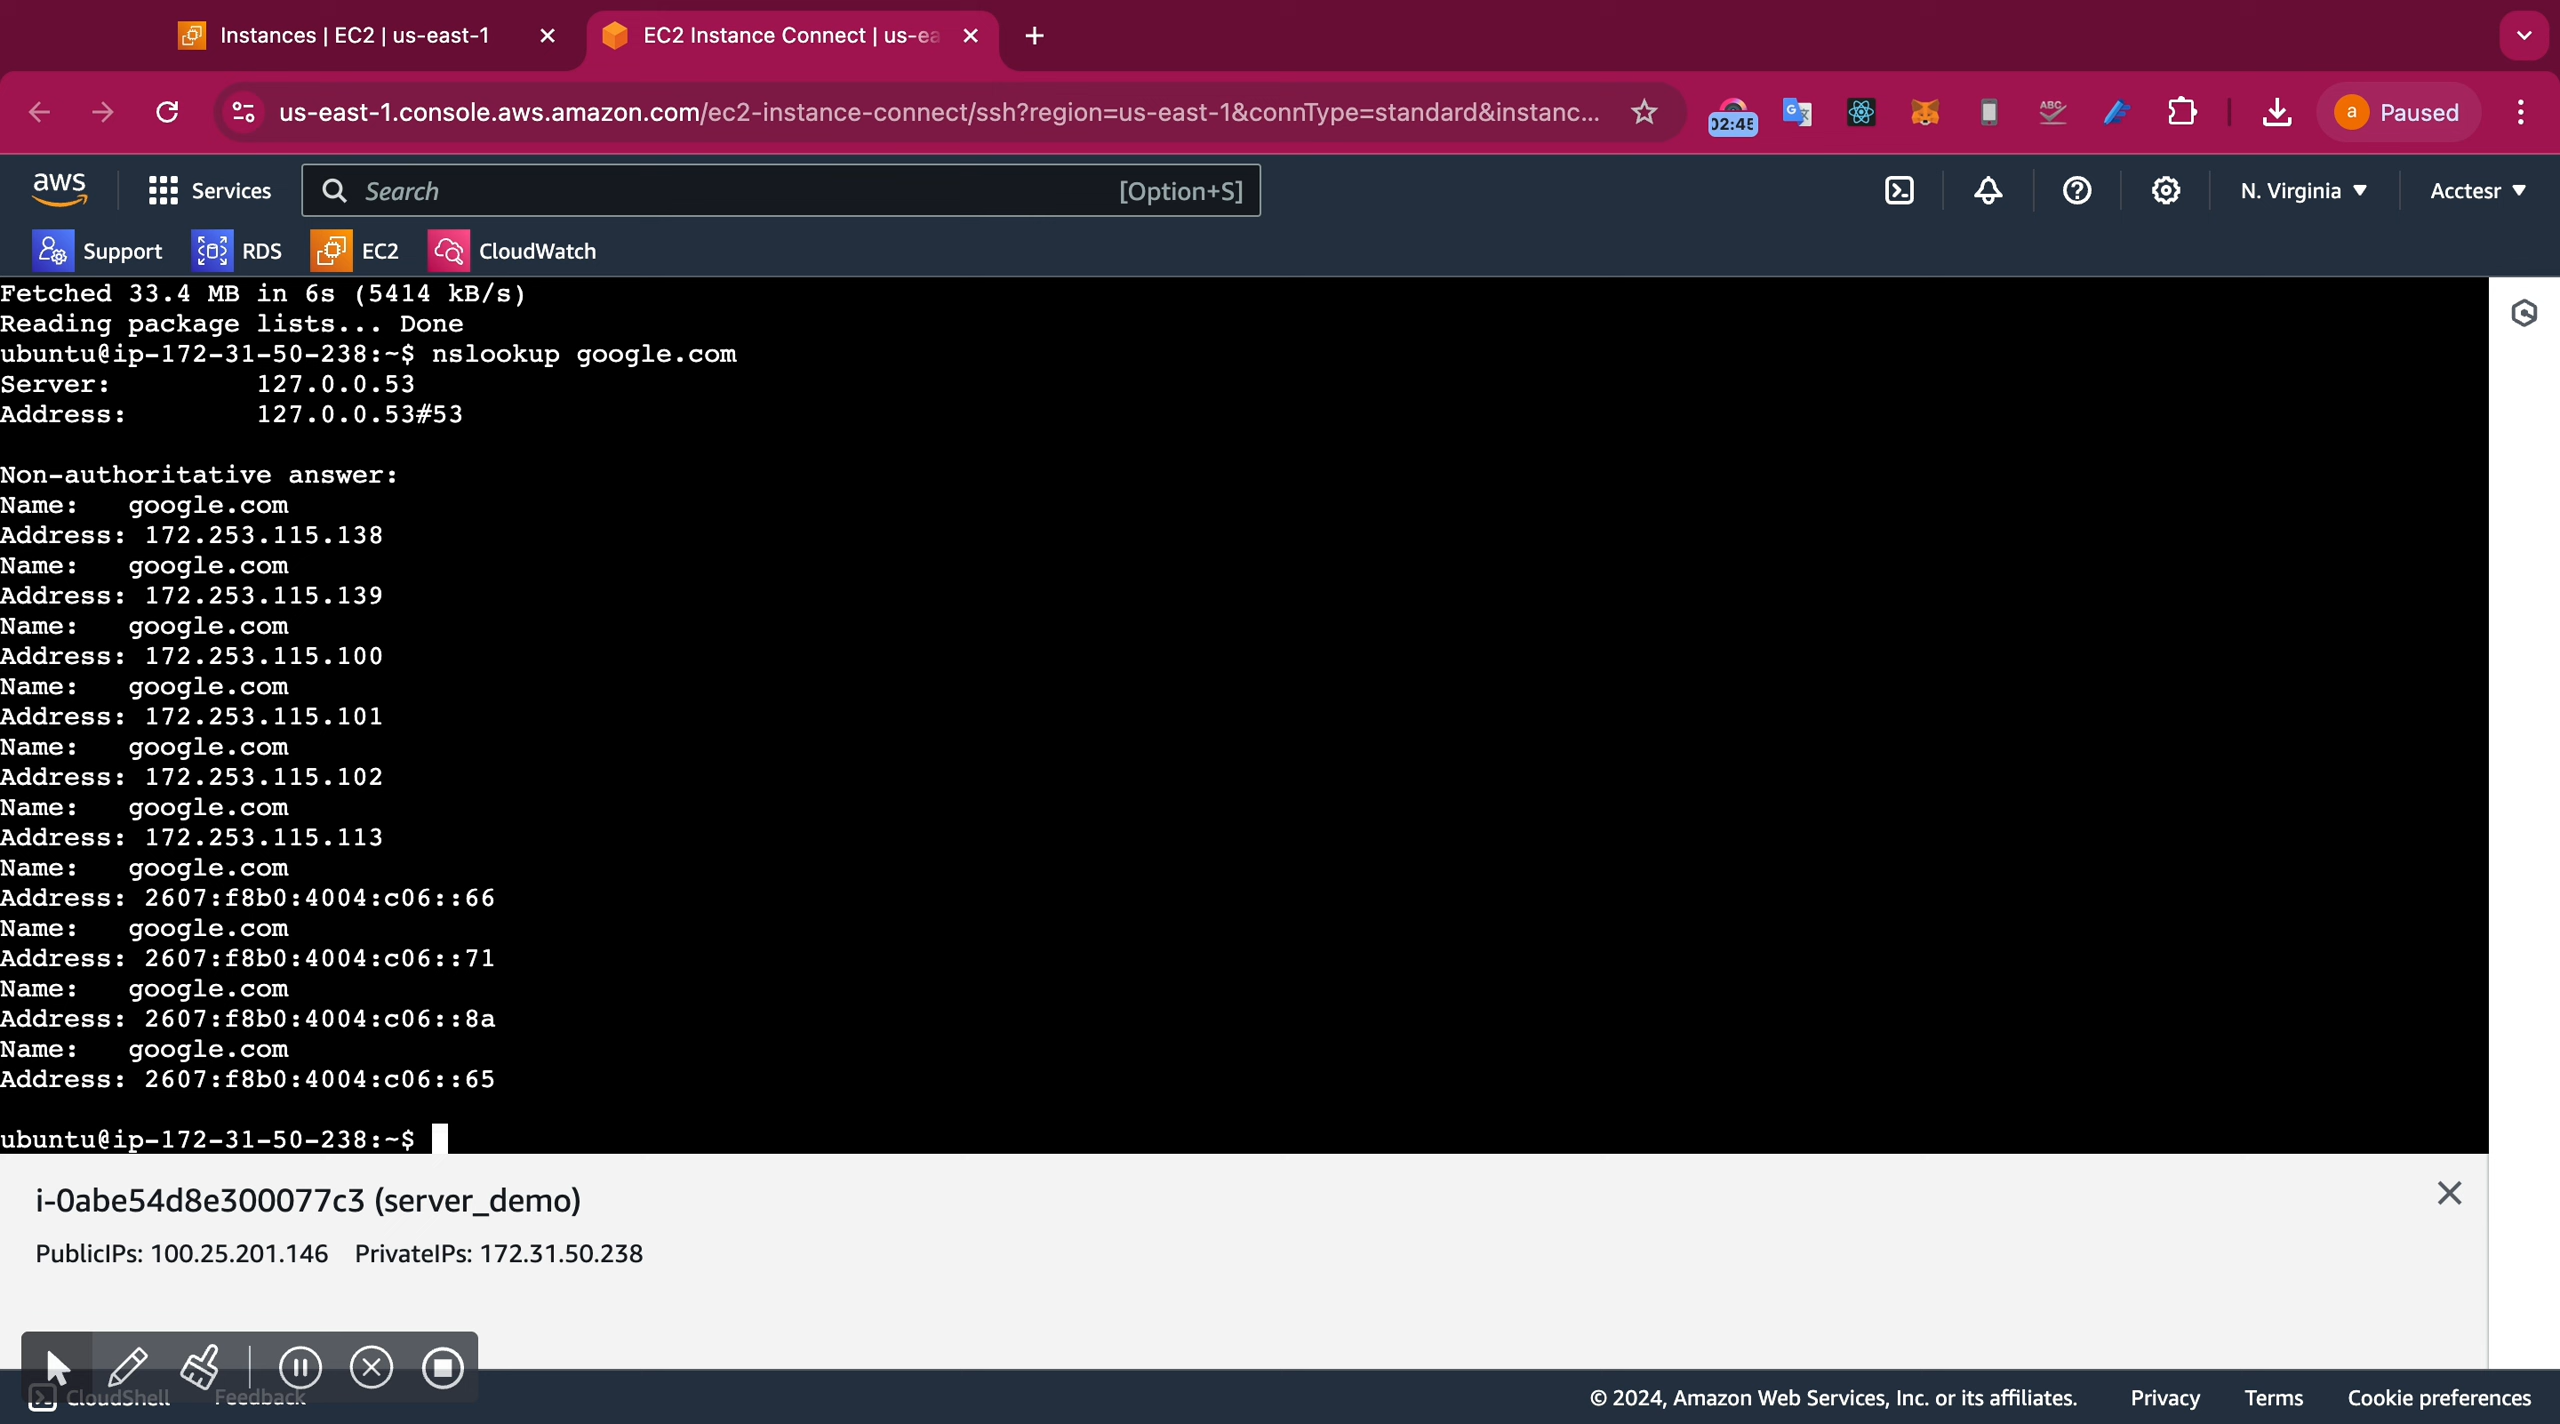 Instances | EC2 | us-east-1
EC2 Instance Connect | us-ea
us-east-1.console.aws.amazon.com/ec2-instance-connect/ssh?region=us-east-1&connType=standard&instanc...
02:45
ABC
a Paused
aws Services Search [Option+S] N. Virginia Acctesr
Support RDS EC2 CloudWatch
Fetched 33.4 MB in 6s (5414 kB/s)
Reading package lists... Done
ubuntu@ip-172-31-50-238:~$ nslookup google.com
Server: 127.0.0.53
Address: 127.0.0.53#53
Non-authoritative answer:
Name: google.com
Address: 172.253.115.138
Name: google.com
Address: 172.253.115.139
Name: google.com
Address: 172.253.115.100
Name: google.com
Address: 172.253.115.101
Name: google.com
Address: 172.253.115.102
Name: google.com
Address: 172.253.115.113
Name: google.com
Address: 2607:f8b0:4004:c06::66
Name: google.com
Address: 2607:f8b0:4004:c06::71
Name: google.com
Address: 2607:f8b0:4004:c06::8a
Name: google.com
Address: 2607:f8b0:4004:c06::65
ubuntu@ip-172-31-50-238:~$
i-0abe54d8e300077c3 (server_demo)
PublicIPs: 100.25.201.146 PrivateIPs: 172.31.50.238
CloudShell Feedback © 2024, Amazon Web Services, Inc. or its affiliates. Privacy Terms Cookie preferences